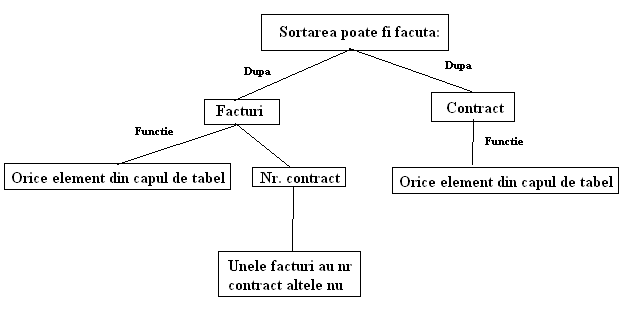 Sortarea poate fi facuta:
Dupa
Dupa
Facturi
Contract
Functie
Functie
Orice element din capul de tabel
Nr. contract
Orice element din capul de tabel
Unele facturi au nr
contract altele nu